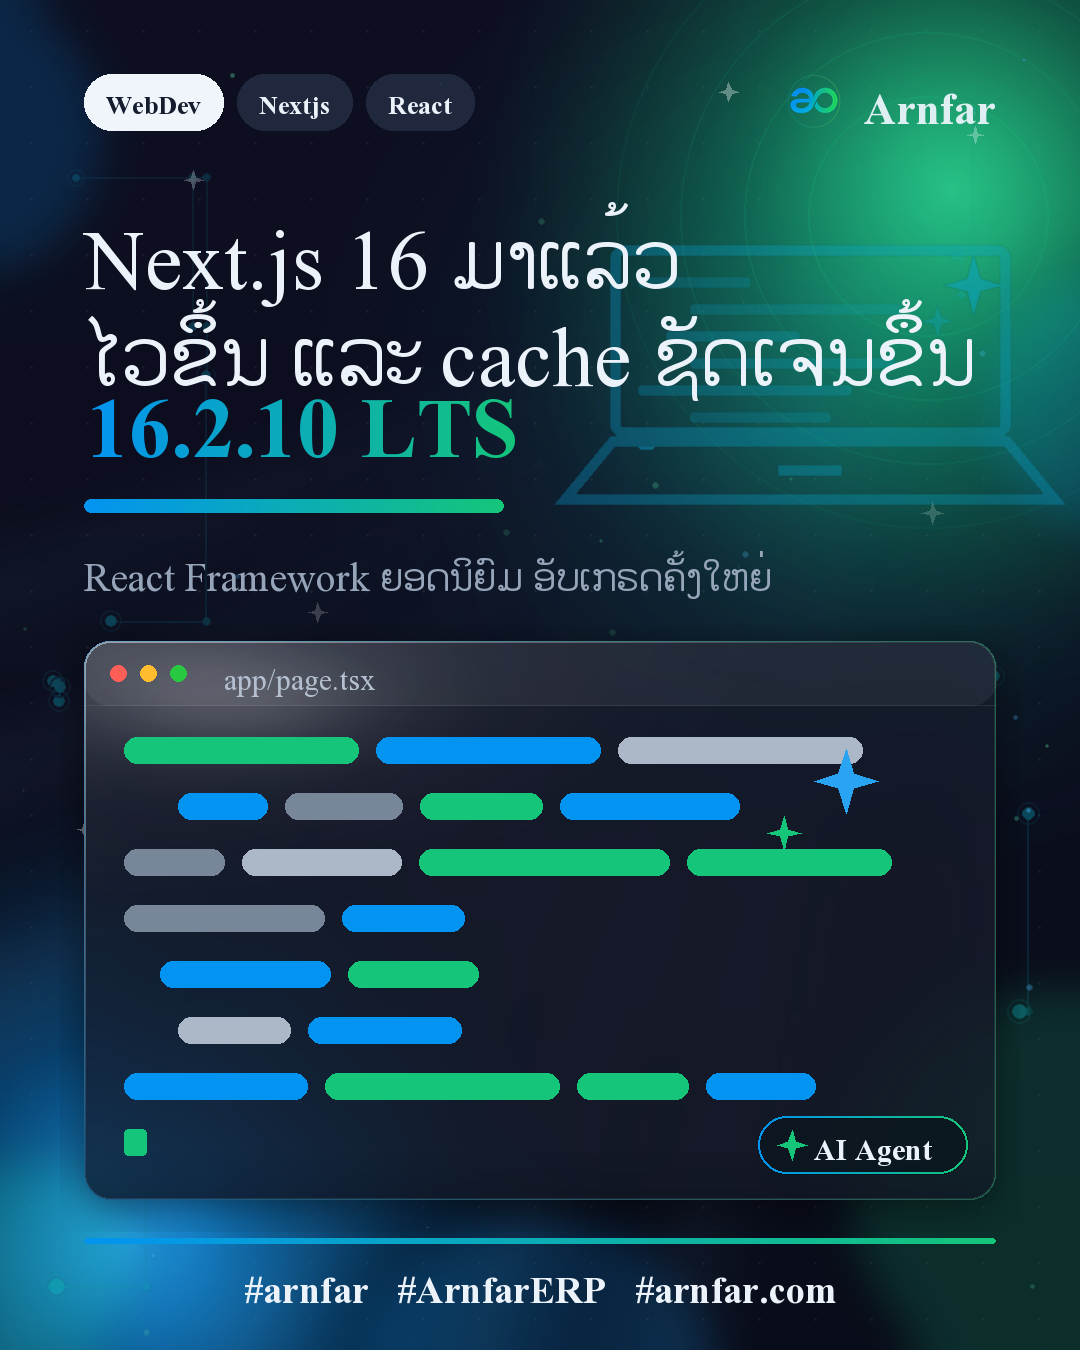 WebDev Nextjs React
Arnfar
Next.js 16 ມາແລ້ວ
ໄວຂຶ້ນ ແລະ cache ຊັດເຈນຂຶ້ນ
16.2.10 LTS
React Framework ຍອດນິຍົມ ອັບເກຣດຄັ້ງໃຫຍ່
app/page.tsx
AI Agent
#arnfar #ArnfarERP #arnfar.com